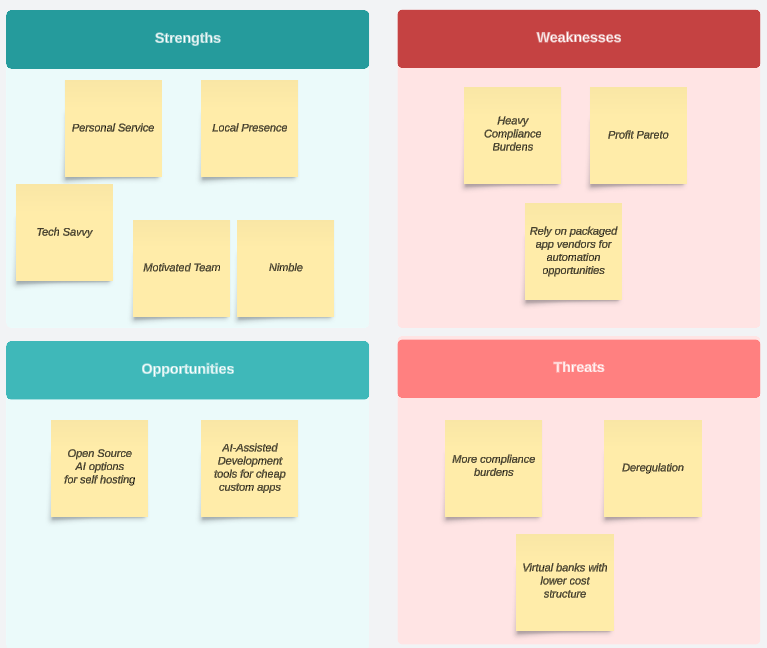 Strengths
Personal Service
Local Presence
Tech Savvy
Motivated Team
Nimble
Weaknesses
Heavy
Compliance
Burdens
Profit Pareto
Rely on packaged
app vendors for
automation
opportunities
Opportunities
Open Source
AI options
for self hosting
AI-Assisted
Development
tools for cheap
custom apps
Threats
More compliance
burdens
Deregulation
Virtual banks with
lower cost
structure